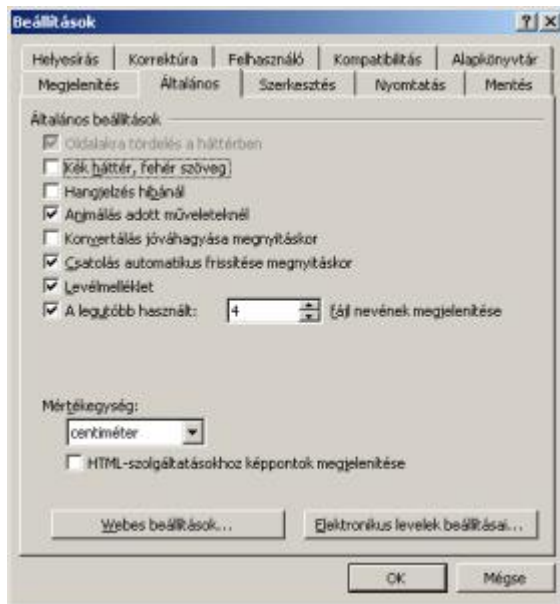 Beállítások
Helyesírás Korrektúra Felhasználó Kompatibilitás Alapkönyvtár
Megjelenítés Általános Szerkesztés Nyomtatás Mentés
Általános beállítások
Oldalakra tördelés a háttérben
Kék háttér, fehér szöveg
Hangjelzés hibánál
Animálás adott műveleteknél
Konvertálás jóváhagyása megnyitáskor
Csatolás automatikus frissítése megnyitáskor
Levélmelléklet
A legutóbb használt: 4 fájl nevének megjelenítése
Mértékegység:
centiméter
HTML-szolgáltatásokhoz képpontok megjelenítése
Webes beállítások... Elektronikus levelek beállításai...
OK Mégse